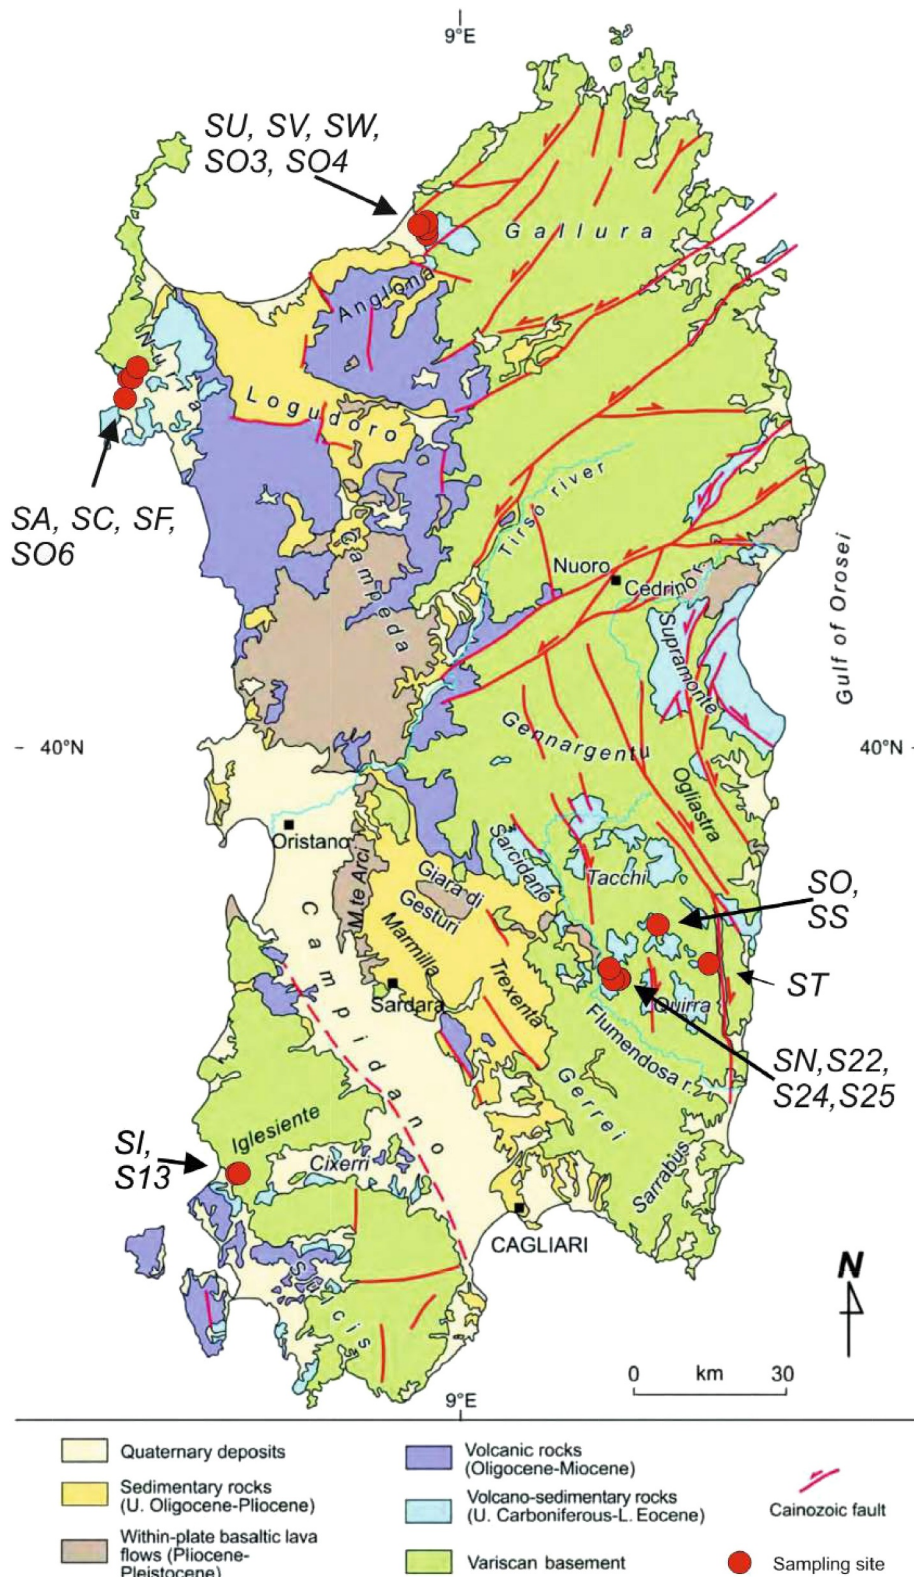 9°E
SU, SV, SW,
SO3, SO4
Gallura
Anglona
Nurra
Logudoro
SA, SC, SF,
SO6
Tirso river
Campeda
Nuoro
Cedrino r.
Gulf of Orosei
Supramonte
Gennargentu
40°N
40°N
Ogliastra
Oristano
Sarcidano
M.te Arci
Giara di
Gesturi
Tacchi
SO,
SS
Campidano
Marmilla
Trexenta
Sardara
Quirra
ST
Flumendosa r.
SN,S22,
S24,S25
Gerrei
Iglesiente
SI,
S13
Cixerri
Sarrabus
CAGLIARI
Sulcis
N
0 km 30
9°E
Quaternary deposits
Sedimentary rocks
(U. Oligocene-Pliocene)
Within-plate basaltic lava
flows (Pliocene-
Pleistocene)
Volcanic rocks
(Oligocene-Miocene)
Volcano-sedimentary rocks
(U. Carboniferous-L. Eocene)
Variscan basement
Cainozoic fault
Sampling site